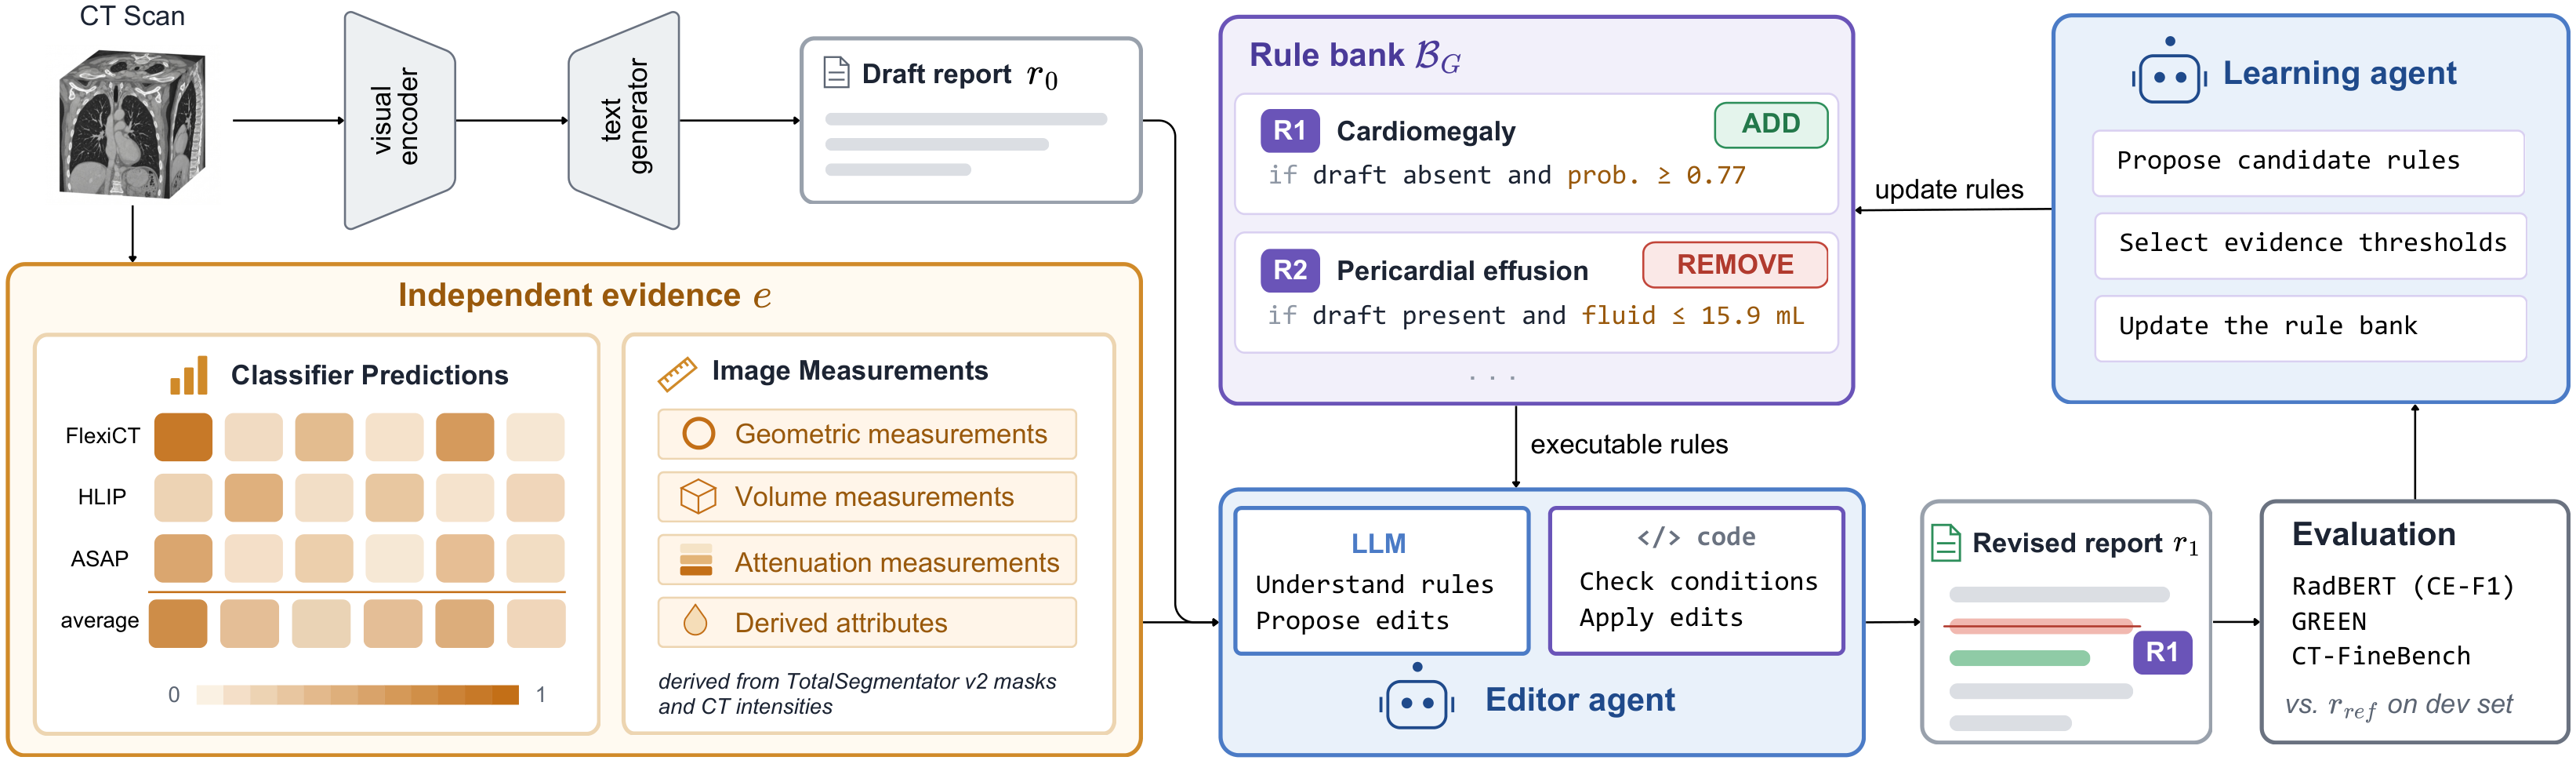 CT Scan
visual
encoder
text
generator
Draft report r₀
Independent evidence e
Classifier Predictions
FlexiCT
HLIP
ASAP
average
0
1
Image Measurements
Geometric measurements
Volume measurements
Attenuation measurements
Derived attributes
derived from TotalSegmentator v2 masks
and CT intensities
Rule bank ℬ_G
R1 Cardiomegaly ADD
if draft absent and prob. ≥ 0.77
R2 Pericardial effusion REMOVE
if draft present and fluid ≤ 15.9 mL
. . .
update rules
executable rules
Learning agent
Propose candidate rules
Select evidence thresholds
Update the rule bank
LLM
Understand rules
Propose edits
</> code
Check conditions
Apply edits
Editor agent
Revised report r₁
R1
Evaluation
RadBERT (CE-F1)
GREEN
CT-FineBench
vs. r_ref on dev set